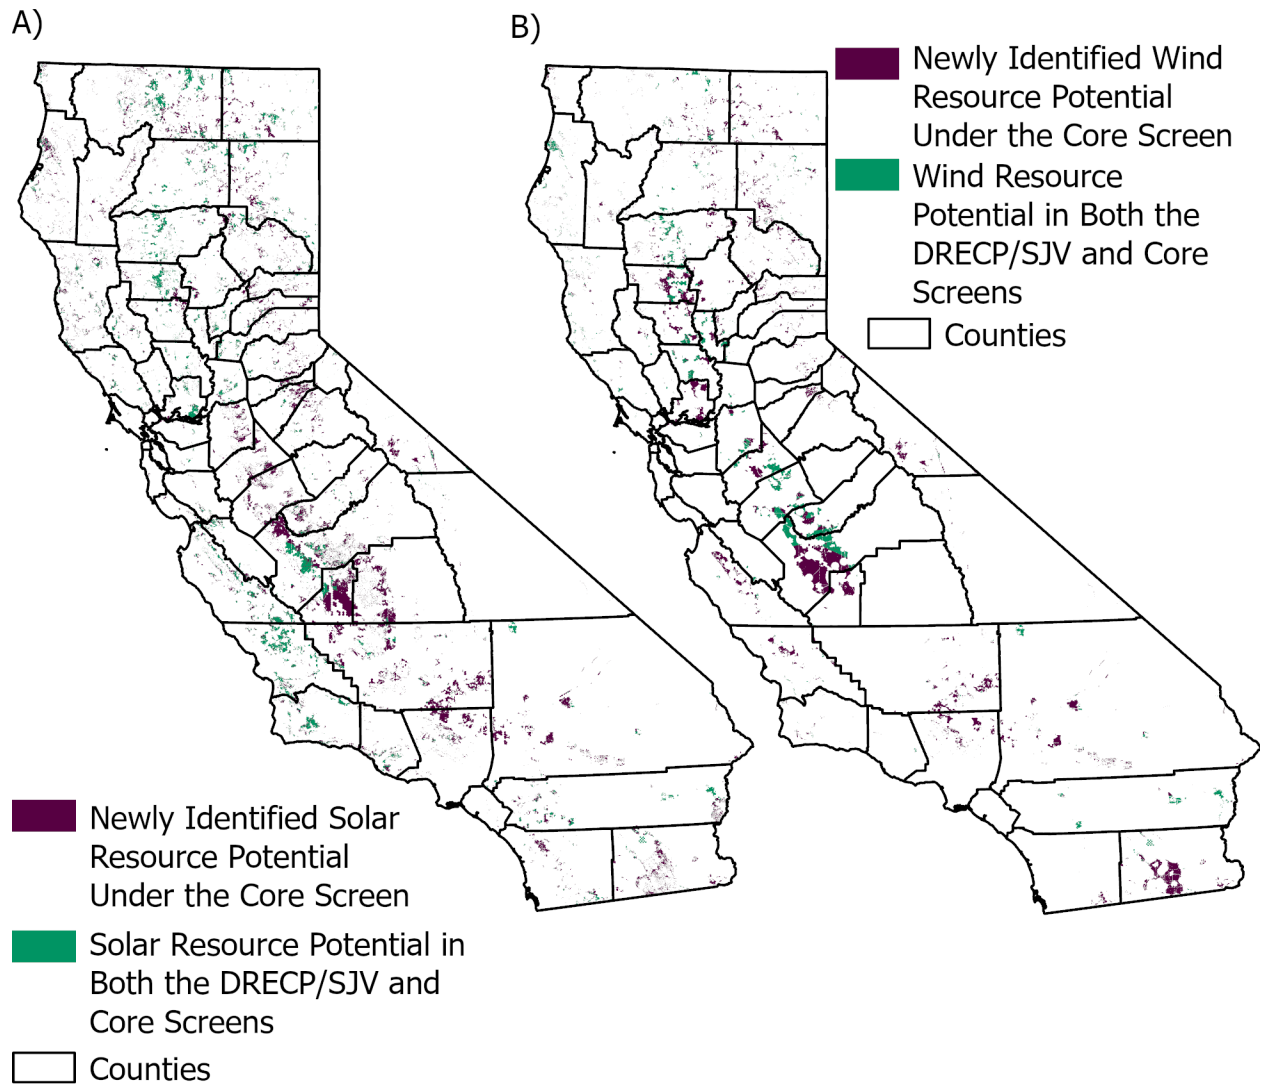 A)
B)
Newly Identified Wind
Resource Potential
Under the Core Screen
Wind Resource
Potential in Both the
DRECP/SJV and Core
Screens
Counties
Newly Identified Solar
Resource Potential
Under the Core Screen
Solar Resource Potential in
Both the DRECP/SJV and
Core Screens
Counties